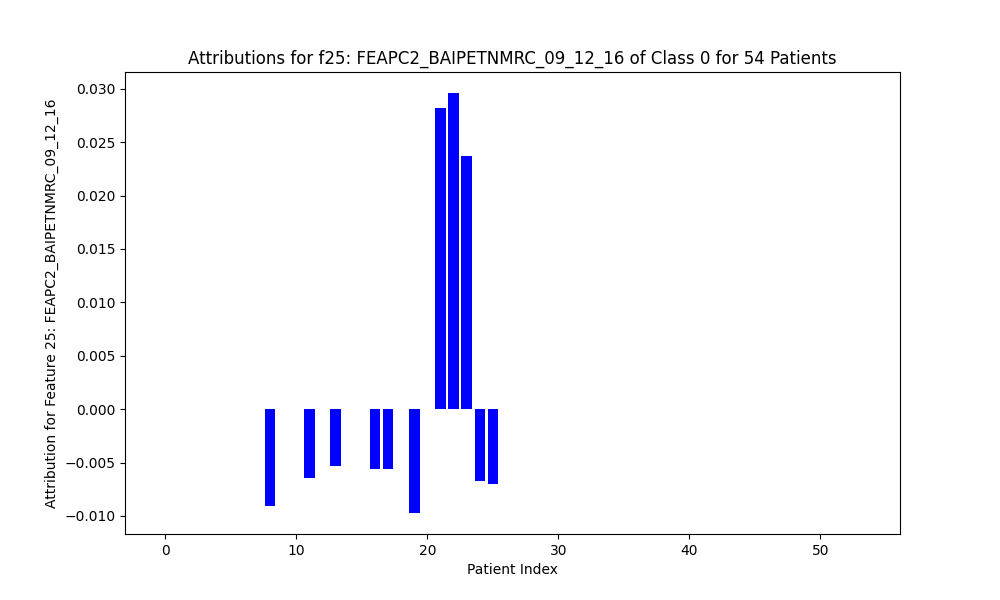 Attributions for f25: FEAPC2_BAIPETNMRC_09_12_16 of Class 0 for 54 Patients
Attribution for Feature 25: FEAPC2_BAIPETNMRC_09_12_16
0.030
0.025
0.020
0.015
0.010
0.005
0.000
−0.005
−0.010
0 10 20 30 40 50
Patient Index